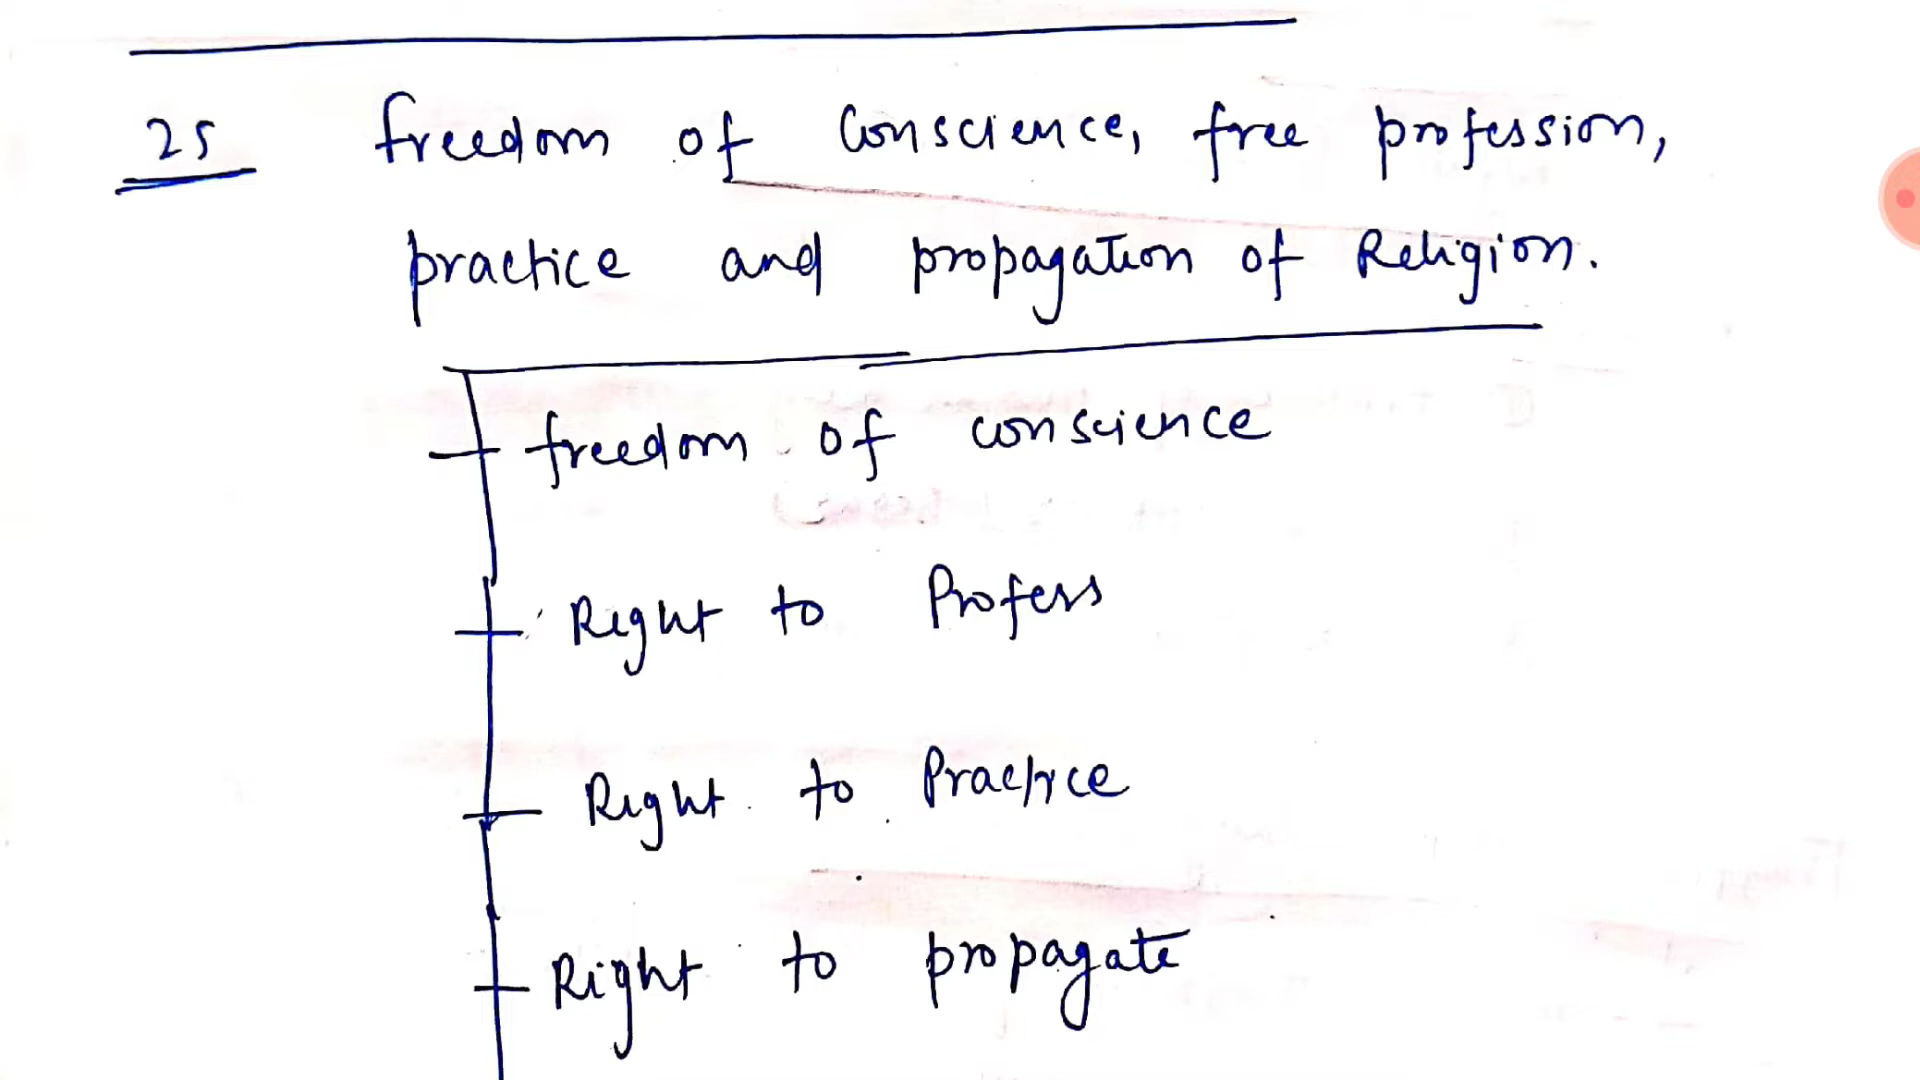 25 freedom of Conscience, free profession,
practice and propagation of Religion.
freedom of conscience
Right to Profess
Right to Practice
Right to propagate